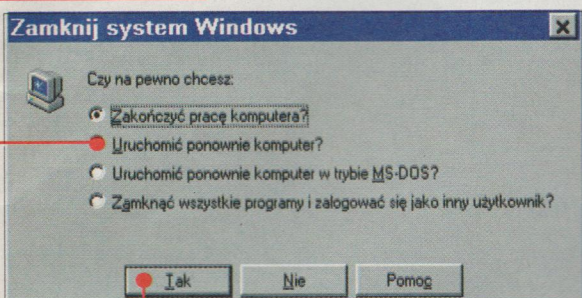 Zamknij system Windows
Czy na pewno chcesz:
Zakończyć pracę komputera?
Uruchomić ponownie komputer?
Uruchomić ponownie komputer w trybie MS-DOS?
Zamknąć wszystkie programy i zalogować się jako inny użytkownik?
Tak Nie Pomoc